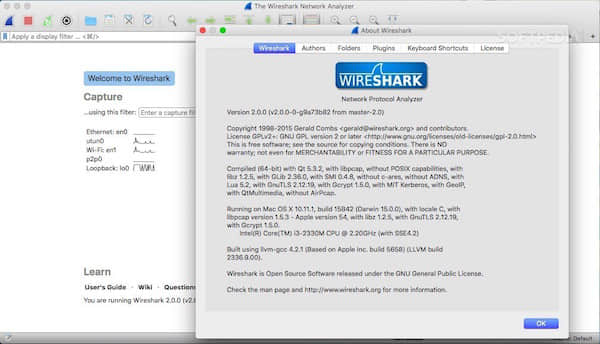 The Wireshark Network Analyzer
Apply a display filter ... <⌘/>
SOFTPEDIA
Welcome to Wireshark
Capture
...using this filter: Enter a capture fil
Ethernet: en0
utun0
Wi-Fi: en1
p2p0
Loopback: lo0
Learn
User's Guide · Wiki · Questions
You are running Wireshark 2.0.0 (v2.0
About Wireshark
Wireshark Authors Folders Plugins Keyboard Shortcuts License
WIRESHARK
Network Protocol Analyzer
Version 2.0.0 (v2.0.0-0-g9a73b82 from master-2.0)
Copyright 1998-2015 Gerald Combs <gerald@wireshark.org> and contributors.
License GPLv2+: GNU GPL version 2 or later <http://www.gnu.org/licenses/old-licenses/gpl-2.0.html>
This is free software; see the source for copying conditions. There is NO
warranty; not even for MERCHANTABILITY or FITNESS FOR A PARTICULAR PURPOSE.
Compiled (64-bit) with Qt 5.3.2, with libpcap, without POSIX capabilities, with
libz 1.2.5, with GLib 2.36.0, with SMI 0.4.8, without c-ares, without ADNS, with
Lua 5.2, with GnuTLS 2.12.19, with Gcrypt 1.5.0, with MIT Kerberos, with GeoIP,
with QtMultimedia, without AirPcap.
Running on Mac OS X 10.11.1, build 15B42 (Darwin 15.0.0), with locale C, with
libpcap version 1.5.3 - Apple version 54, with libz 1.2.5, with GnuTLS 2.12.19,
with Gcrypt 1.5.0.
Intel(R) Core(TM) i3-2330M CPU @ 2.20GHz (with SSE4.2)
Built using llvm-gcc 4.2.1 (Based on Apple Inc. build 5658) (LLVM build
2336.9.00).
Wireshark is Open Source Software released under the GNU General Public License.
Check the man page and http://www.wireshark.org for more information.
OK
Default